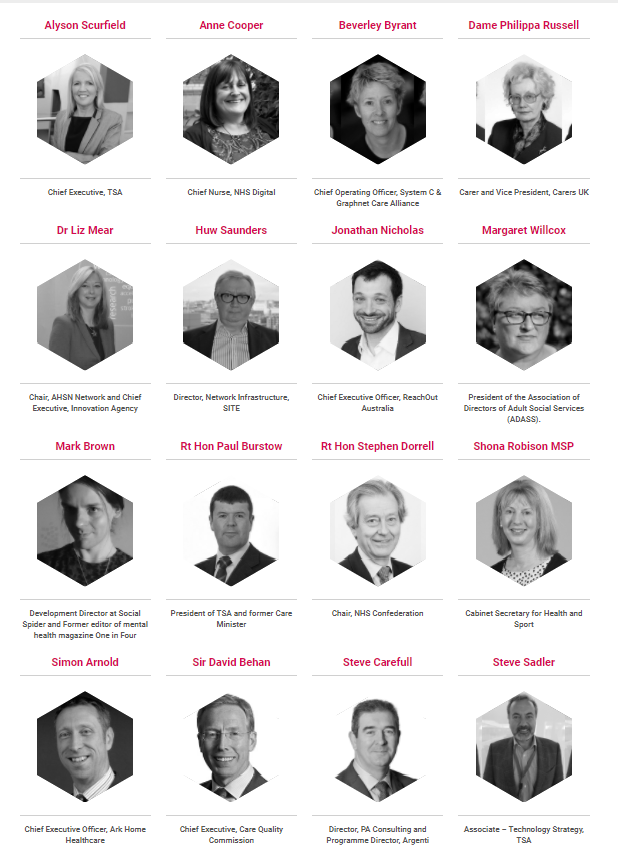 Alyson Scurfield
Anne Cooper
Beverley Byrant
Dame Philippa Russell
Chief Executive, TSA
Chief Nurse, NHS Digital
Chief Operating Officer, System C &
Graphnet Care Alliance
Carer and Vice President, Carers UK
Dr Liz Mear
Huw Saunders
Jonathan Nicholas
Margaret Willcox
research
Chair, AHSN Network and Chief
Executive, Innovation Agency
Director, Network Infrastructure,
SITE
Chief Executive Officer, ReachOut
Australia
President of the Association of
Directors of Adult Social Services
(ADASS).
Mark Brown
Rt Hon Paul Burstow
Rt Hon Stephen Dorrell
Shona Robison MSP
Development Director at Social
Spider and Former editor of mental
health magazine One in Four
President of TSA and former Care
Minister
Chair, NHS Confederation
Cabinet Secretary for Health and
Sport
Simon Arnold
Sir David Behan
Steve Carefull
Steve Sadler
Chief Executive Officer, Ark Home
Healthcare
Chief Executive, Care Quality
Commission
Director, PA Consulting and
Programme Director, Argenti
Associate – Technology Strategy,
TSA